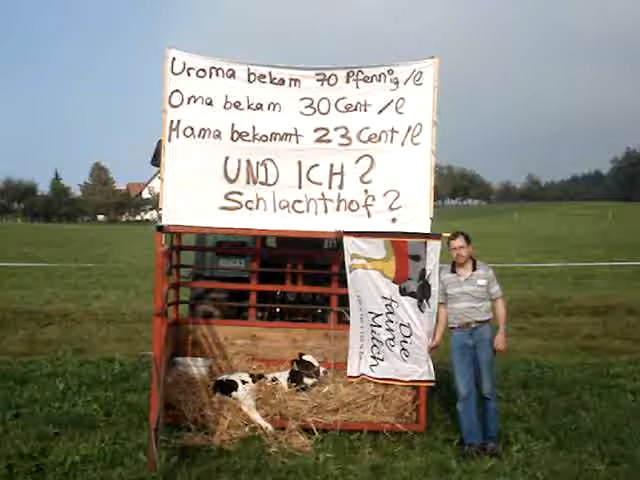 Uroma bekam 70 Pfennig/l
Oma bekam 30 Cent/l
Mama bekommt 23 Cent/l
UND ICH?
Schlachthof?
Die
faire
Milch